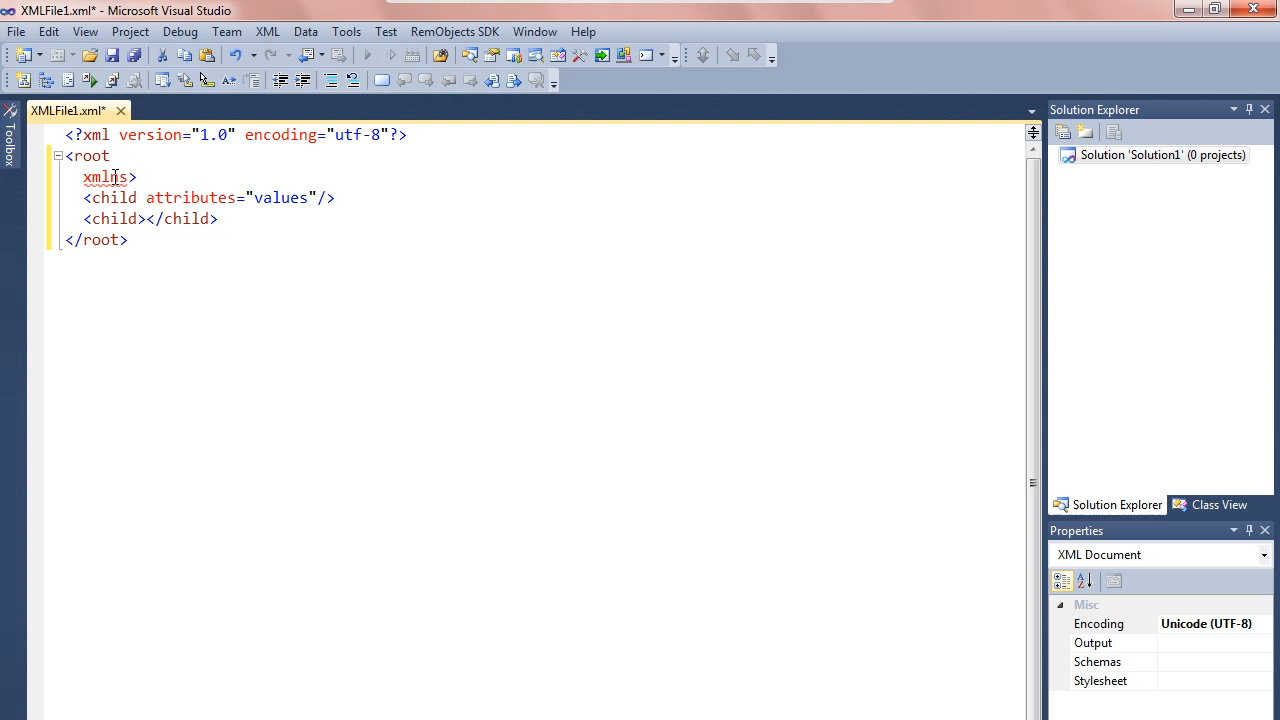 XMLFile1.xml* - Microsoft Visual Studio
File Edit View Project Debug Team XML Data Tools Test RemObjects SDK Window Help
Toolbox
XMLFile1.xml*
<?xml version="1.0" encoding="utf-8"?>
<root
xmlns>
<child attributes="values"/>
<child></child>
</root>
Solution Explorer
Solution 'Solution1' (0 projects)
Solution Explorer Class View
Properties
XML Document
Misc
Encoding Unicode (UTF-8)
Output
Schemas
Stylesheet